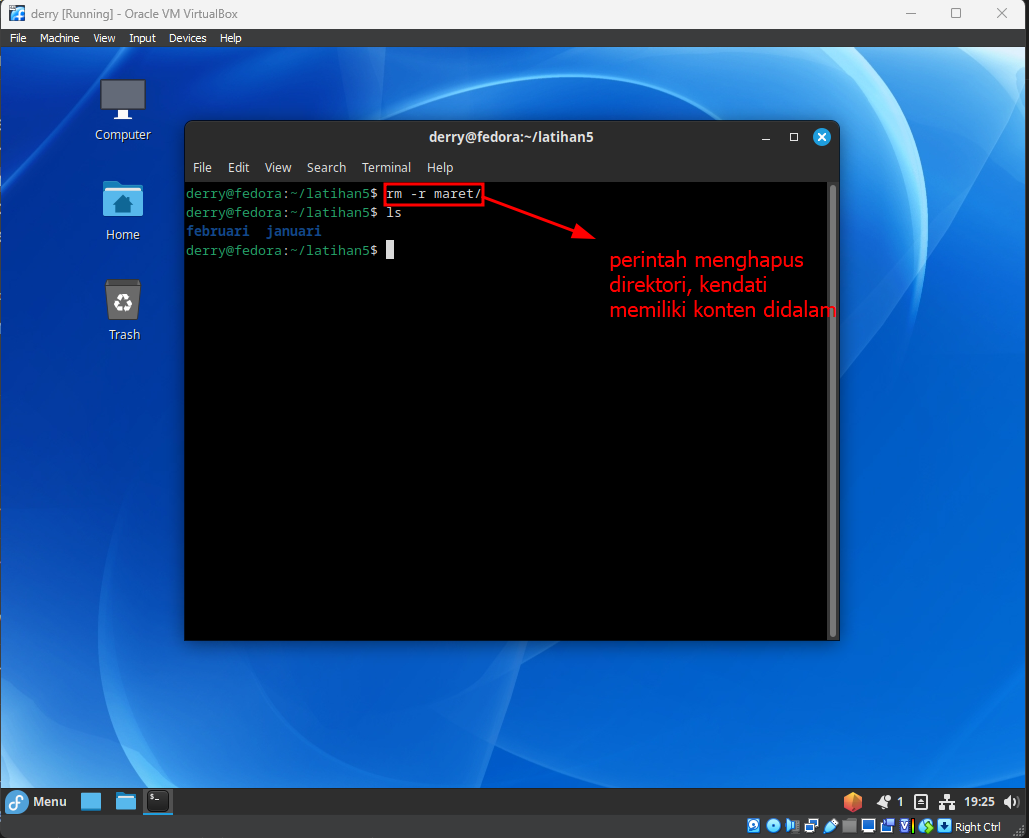 derry [Running] - Oracle VM VirtualBox
File Machine View Input Devices Help
Computer
Home
Trash
derry@fedora:~/latihan5
File Edit View Search Terminal Help
derry@fedora:~/latihan5$ rm -r maret/
derry@fedora:~/latihan5$ ls
februari januari
derry@fedora:~/latihan5$
perintah menghapus
direktori, kendati
memiliki konten didalam
Menu
1
19:25
Right Ctrl